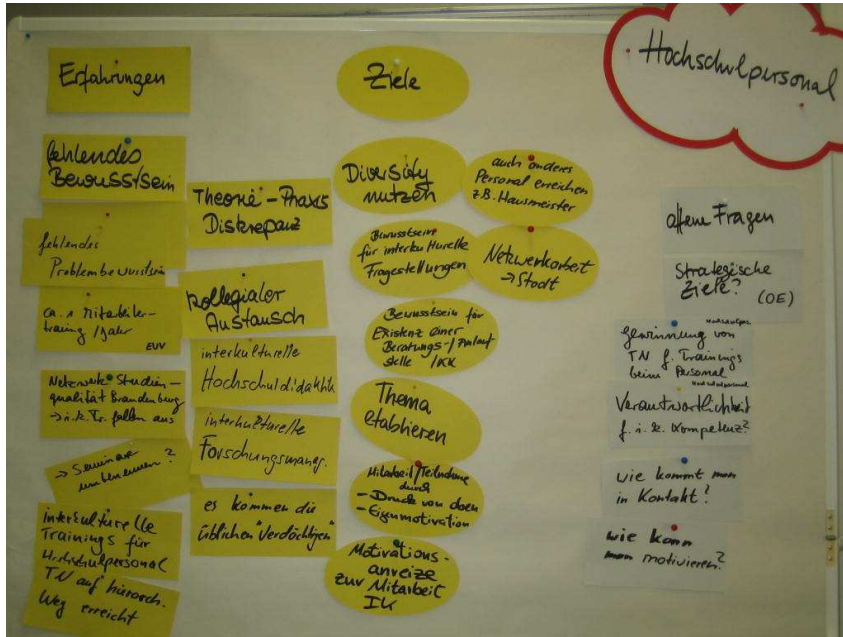 Hochschulpersonal
Erfahrungen
fehlendes
Bewusstsein
fehlendes
Problembewusstsein
ca. 1 Mitarbeiter-
training / Jahr
EUV
Netzwerk Studien-
qualität Brandenburg
→ i.k. Tr. fallen aus
→ Seminare
umbenennen?
interkulturelle
Trainings für
Hochschulpersonal
TN auf hierarch.
Weg erreicht
Theorie - Praxis
Diskrepanz
kollegialer
Austausch
interkulturelle
Hochschuldidaktik
interkulturelle
Forschungsmanag.
es kommen die
üblichen "Verdächtigen"
Ziele
Diversity
nutzen
Bewusstsein
für interkulturelle
Fragestellungen
Bewusstsein für
Existenz einer
Beratungs-/Anlauf
stelle / IKK
Thema
etablieren
Mitarbeit/Teilnahme
durch
- Druck von oben
- Eigenmotivation
Motivations-
anreize
zur Mitarbeit
IK
auch anderes
Personal erreichen
z.B. Hausmeister
Netzwerkarbeit
→ Stadt
offene Fragen
Strategische
Ziele?
(OE)
Gewinnung von
TN f. Trainings
beim Personal
Hochschulpersonal
Verantwortlichkeit
f. i.k. Kompetenz?
wie kommt man
in Kontakt?
wie kann
man motivieren?